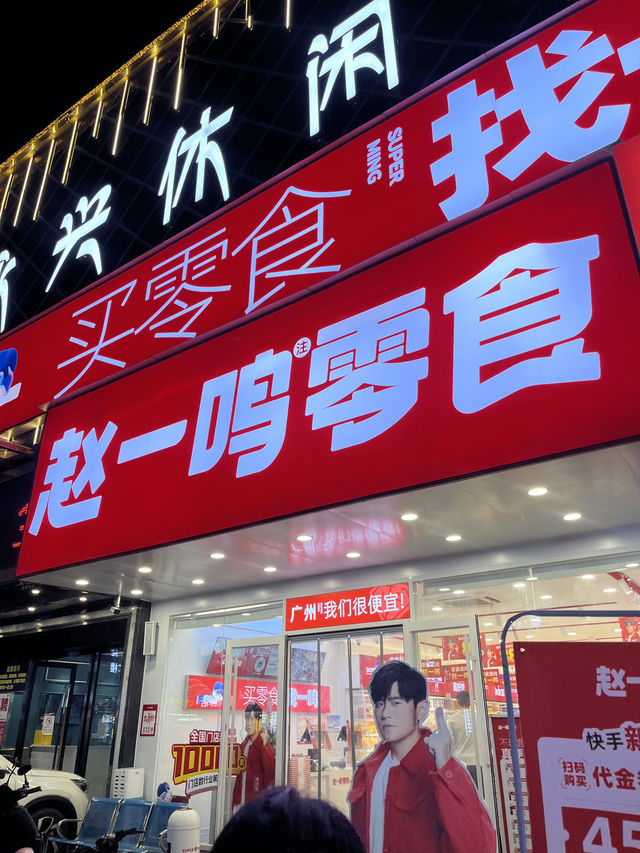 兴休闲
买零食
SUPER
MING
找
赵一鸣零食
注
广州 我们很便宜!
买零食
全国门店
10000
赵一
快手
扫码
购买
代金
45